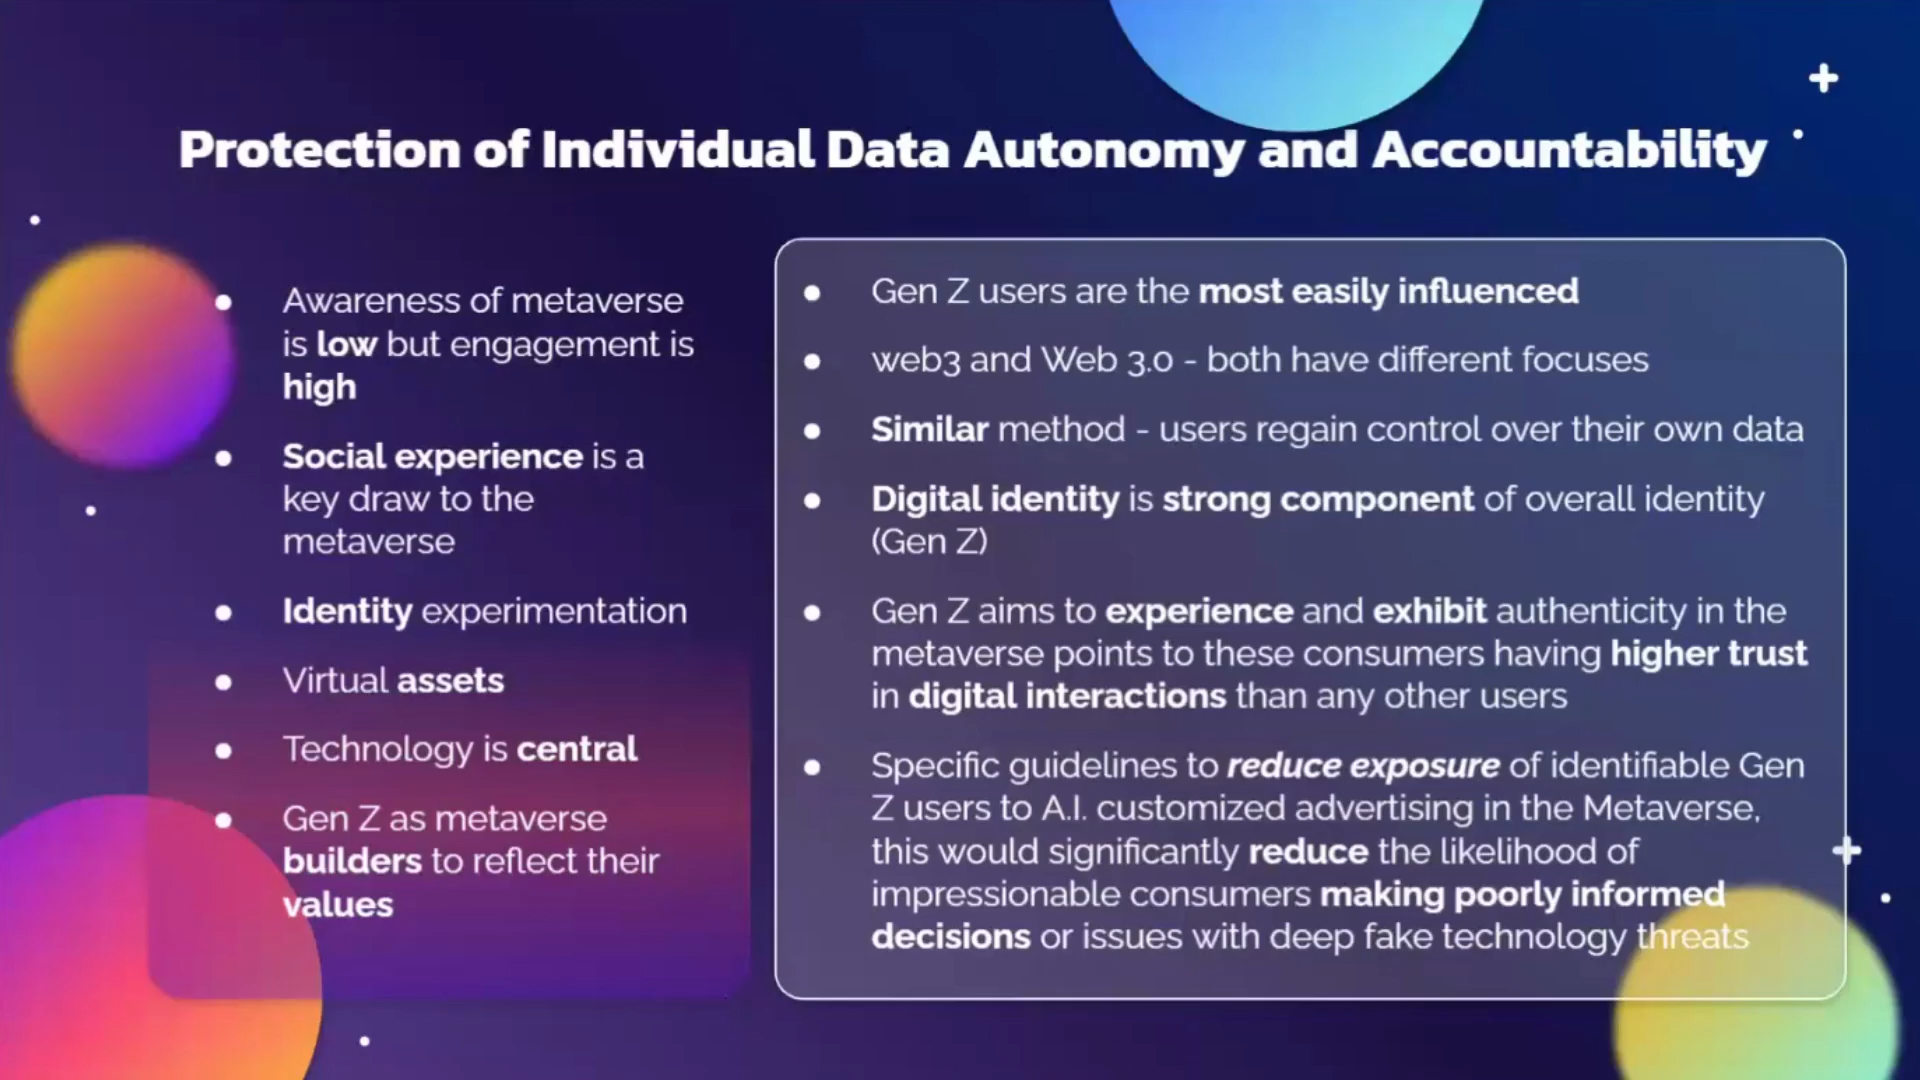 Protection of Individual Data Autonomy and Accountability
● Awareness of metaverse
is low but engagement is
high
● Social experience is a
key draw to the
metaverse
● Identity experimentation
● Virtual assets
● Technology is central
● Gen Z as metaverse
builders to reflect their
values
● Gen Z users are the most easily influenced
● web3 and Web 3.0 - both have different focuses
● Similar method - users regain control over their own data
● Digital identity is strong component of overall identity
(Gen Z)
● Gen Z aims to experience and exhibit authenticity in the
metaverse points to these consumers having higher trust
in digital interactions than any other users
● Specific guidelines to reduce exposure of identifiable Gen
Z users to A.I. customized advertising in the Metaverse,
this would significantly reduce the likelihood of
impressionable consumers making poorly informed
decisions or issues with deep fake technology threats